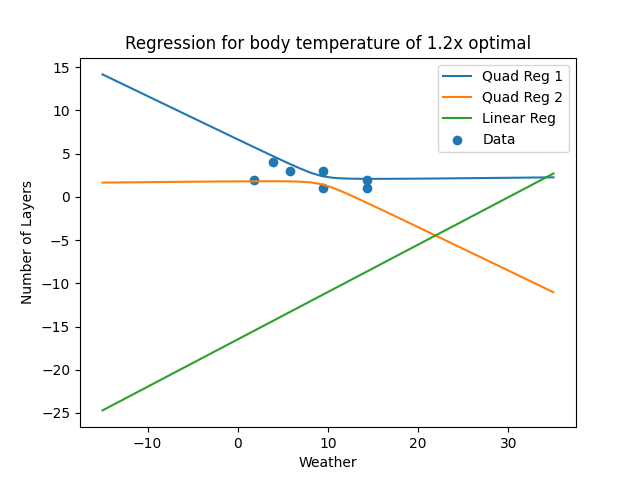 Regression for body temperature of 1.2x optimal
Quad Reg 1
Quad Reg 2
Linear Reg
Data
15
10
5
0
−5
−10
−15
−20
−25
Number of Layers
−10
0
10
20
30
Weather